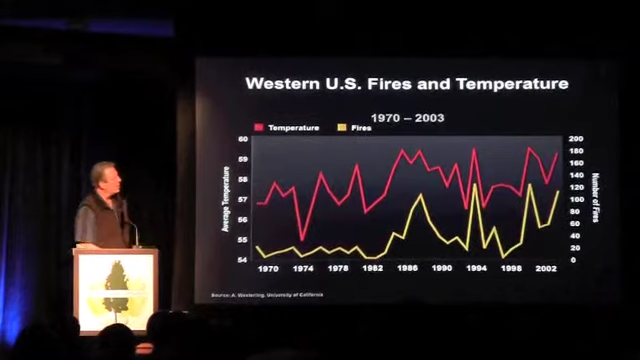 Western U.S. Fires and Temperature
1970 – 2003
Temperature Fires
60
59
58
57
56
55
54
Average Temperature
200
180
160
140
120
100
80
60
40
20
0
Number of Fires
1970 1974 1978 1982 1986 1990 1994 1998 2002
Source: A. Westerling, University of California